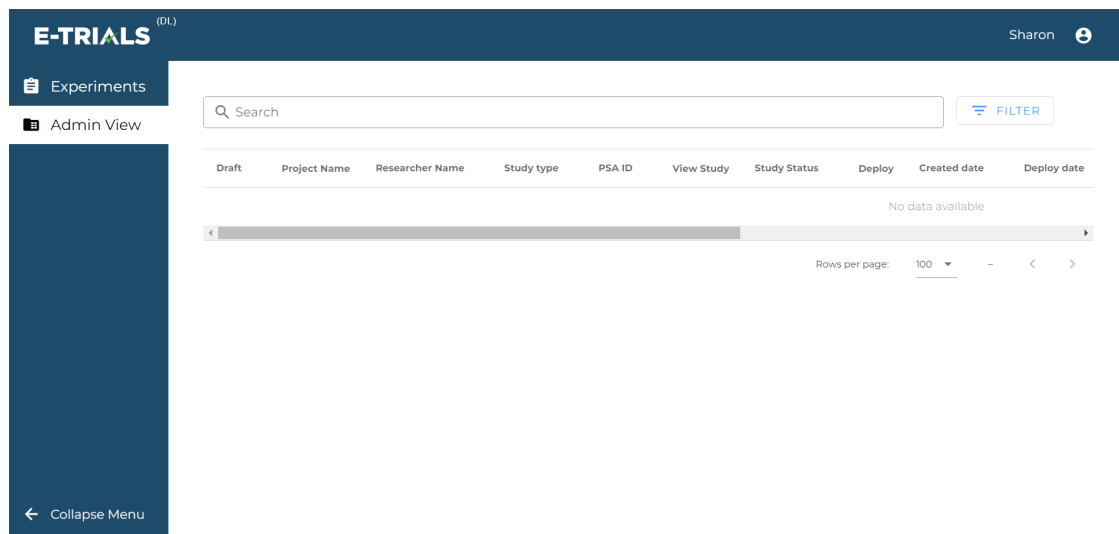 E-TRIALS (DL)
Sharon
Experiments
Admin View
Search
FILTER
Draft Project Name Researcher Name Study type PSA ID View Study Study Status Deploy Created date Deploy date
No data available
Rows per page: 100 –
Collapse Menu